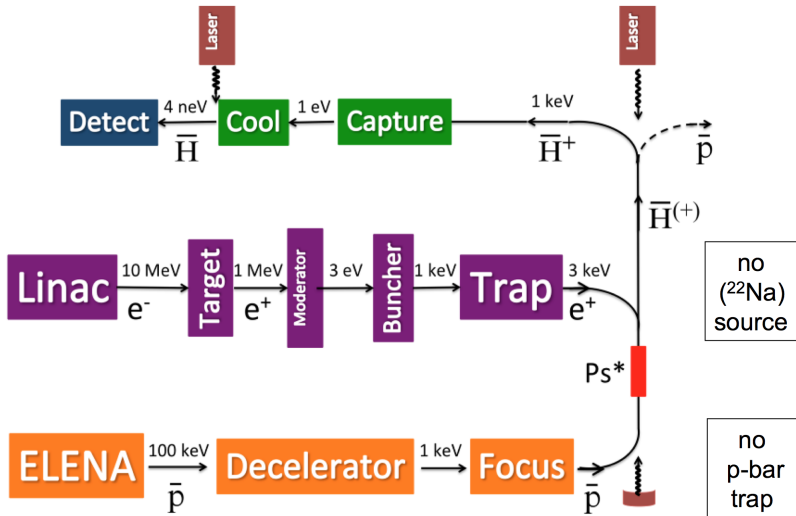 Laser
Laser
4 neV
1 eV
1 keV
Detect
Cool
Capture
H̅
H̅⁺
p̅
H̅⁽⁺⁾
10 MeV
1 MeV
3 eV
1 keV
3 keV
Linac
Target
Moderator
Buncher
Trap
e⁻
e⁺
e⁺
no
(²²Na)
source
Ps*
100 keV
1 keV
ELENA
Decelerator
Focus
p̅
p̅
no
p-bar
trap